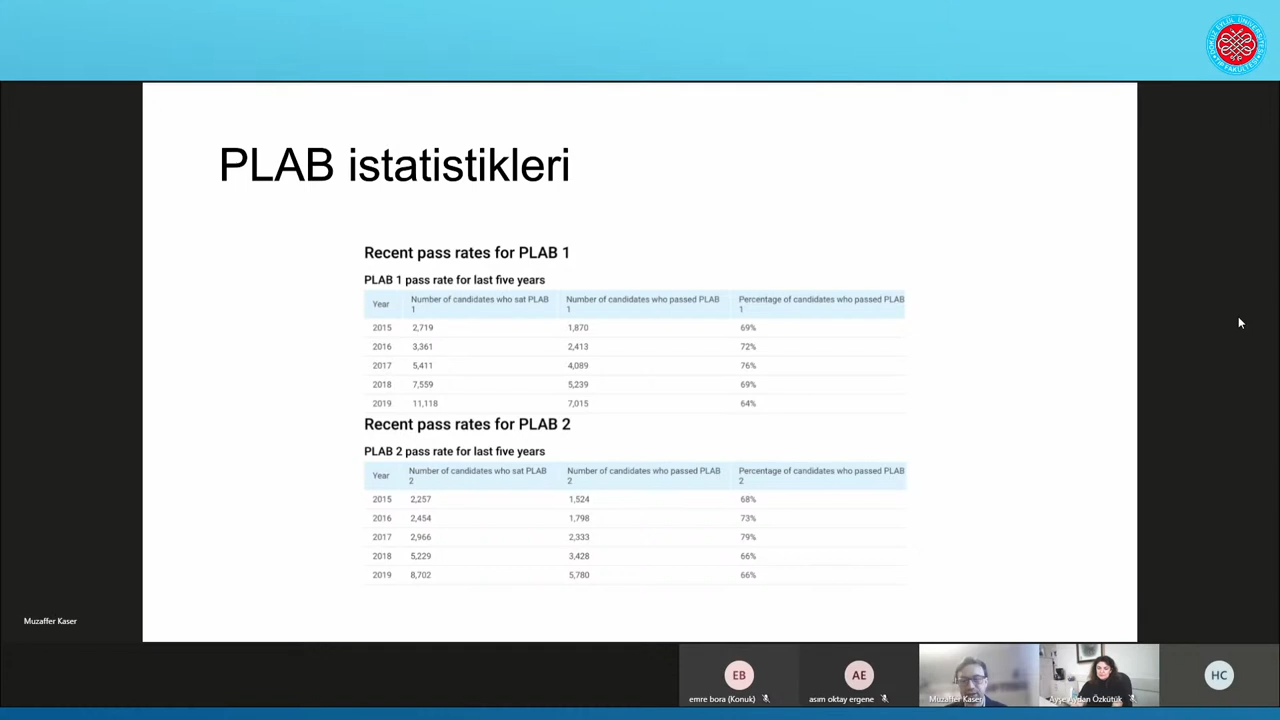 DOKUZ EYLÜL ÜNİVERSİTESİ
TIP FAKÜLTESİ
PLAB istatistikleri
Recent pass rates for PLAB 1
PLAB 1 pass rate for last five years
Year Number of candidates who sat PLAB 1 Number of candidates who passed PLAB 1 Percentage of candidates who passed PLAB 1
2015 2,719 1,870 69%
2016 3,361 2,413 72%
2017 5,411 4,089 76%
2018 7,559 5,239 69%
2019 11,118 7,015 64%
Recent pass rates for PLAB 2
PLAB 2 pass rate for last five years
Year Number of candidates who sat PLAB 2 Number of candidates who passed PLAB 2 Percentage of candidates who passed PLAB 2
2015 2,257 1,524 68%
2016 2,454 1,798 73%
2017 2,966 2,333 79%
2018 5,229 3,428 66%
2019 8,702 5,780 66%
Muzaffer Kaser
EB AE HC
emre bora (Konuk) asım oktay ergene Muzaffer Kaser Ayşe Aydan Özkütük